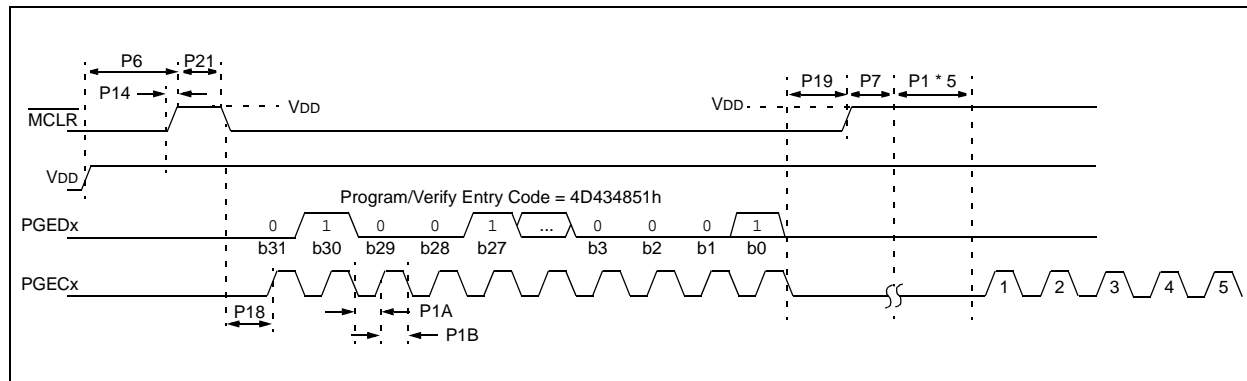 P6 P21 P19 P7 P1 * 5
P14
VDD VDD
MCLR
VDD
Program/Verify Entry Code = 4D434851h
PGEDx 0 1 0 0 1 ... 0 0 0 1
b31 b30 b29 b28 b27 b3 b2 b1 b0
PGECx 1 2 3 4 5
P18 P1A
P1B